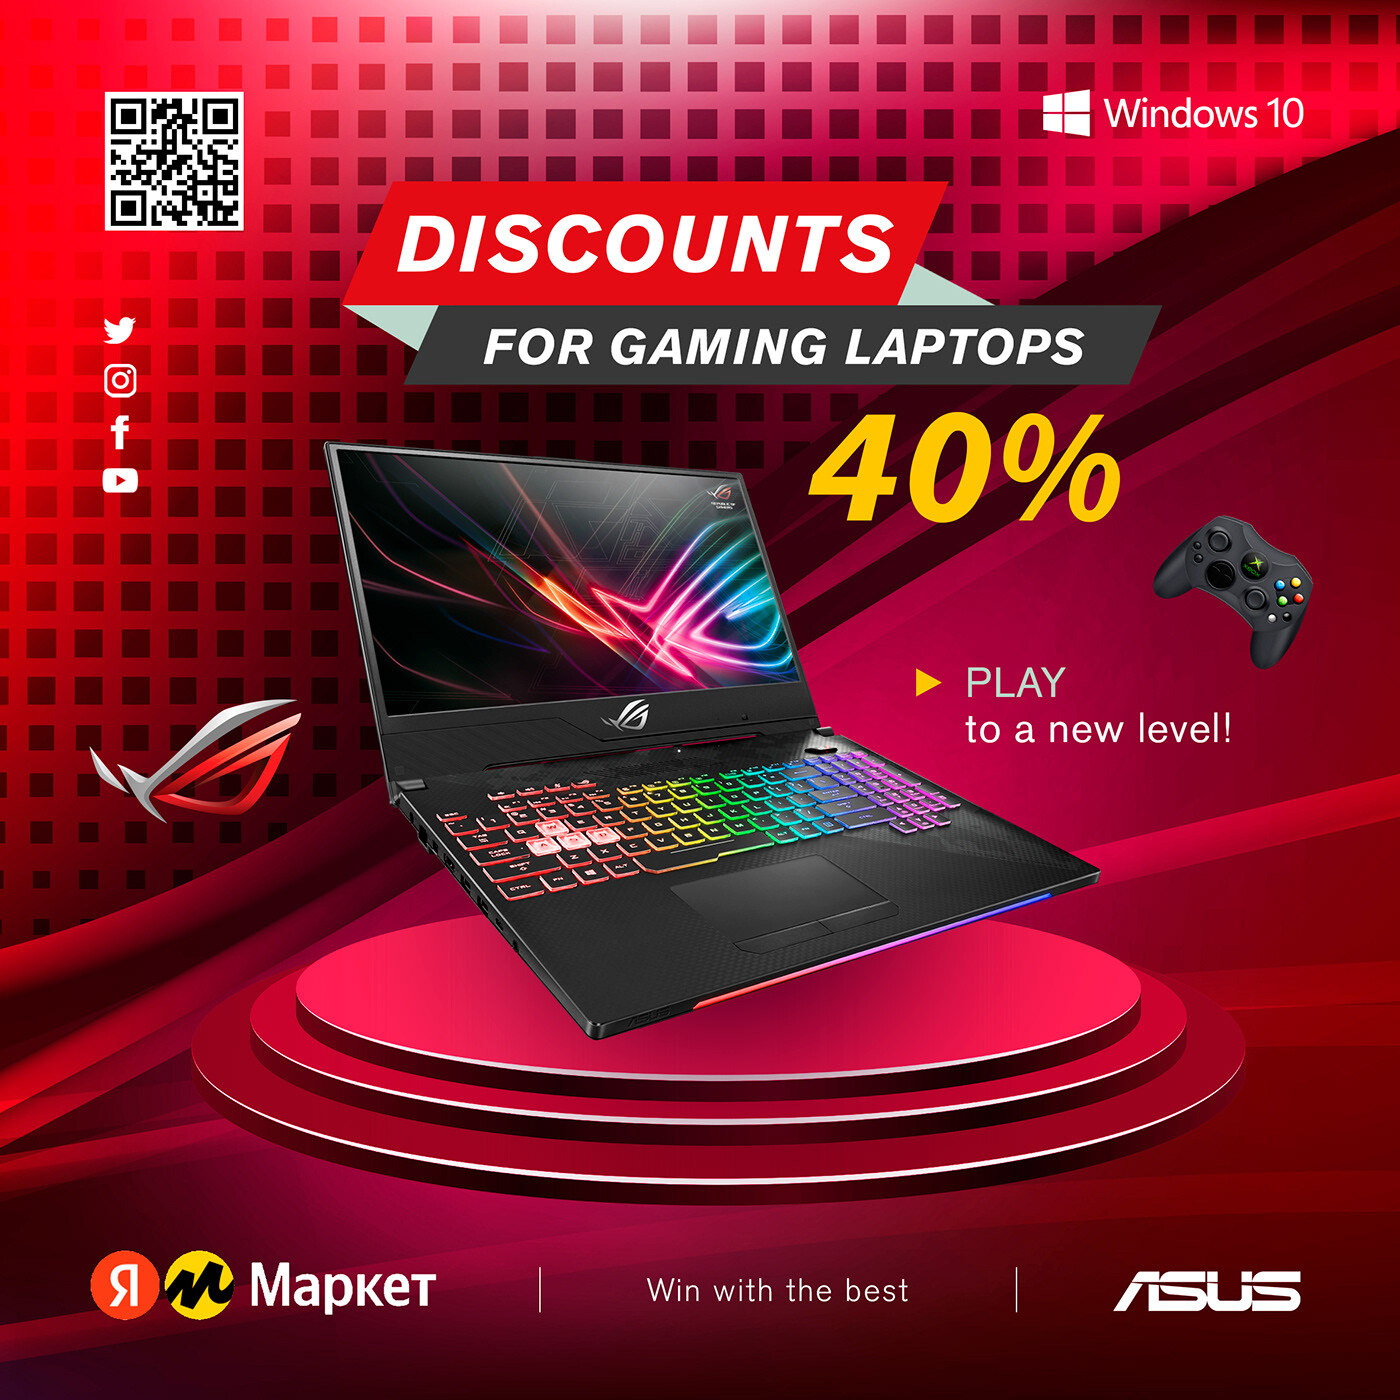 Windows 10
DISCOUNTS
FOR GAMING LAPTOPS
40%
PLAY
to a new level!
Я м Маркет
Win with the best
ASUS